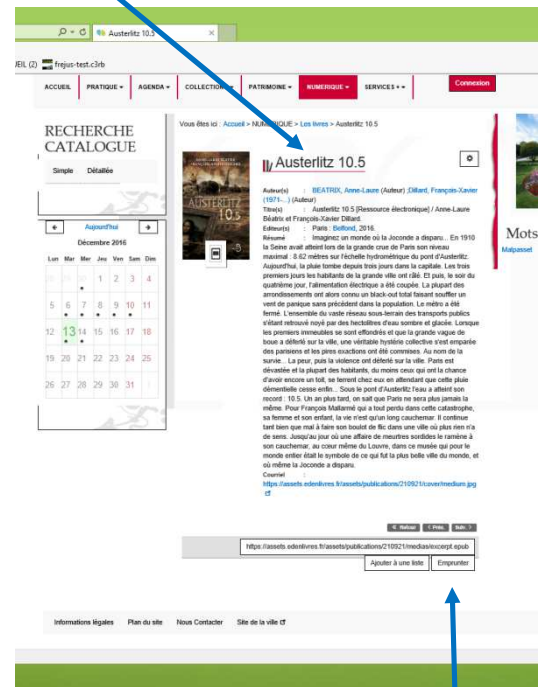 Austerlitz 10.5
EIL (2) frejus-test.c3rb
ACCUEIL PRATIQUE AGENDA COLLECTION PATRIMOINE NUMERIQUE SERVICES + Connexion
RECHERCHE
CATALOGUE
Simple Détaillée
Aujourd'hui
Décembre 2016
Lun Mar Mer Jeu Ven Sam Dim
1 2 3 4
5 6 7 8 9 10 11
12 13 14 15 16 17 18
19 20 21 22 23 24 25
26 27 28 29 30 31
Vous êtes ici : Accueil > NUMERIQUE > Les livres > Austerlitz 10.5
AUSTERLITZ
10.5
Austerlitz 10.5
Auteur(s) : BEATRIX, Anne-Laure (Auteur) ;Dillard, François-Xavier
(1971-...) (Auteur)
Titre(s) : Austerlitz 10.5 [Ressource électronique] / Anne-Laure
Béatrix et François-Xavier Dillard.
Editeur(s) : Paris : Belfond, 2016.
Résumé : Imaginez un monde où la Joconde a disparu... En 1910
la Seine avait atteint lors de la grande crue de Paris son niveau
maximal : 8.62 mètres sur l'échelle hydrométrique du pont d'Austerlitz.
Aujourd'hui, la pluie tombe depuis trois jours dans la capitale. Les trois
premiers jours les habitants de la grande ville ont râlé. Et puis, le soir du
quatrième jour, l'alimentation électrique a été coupée. La plupart des
arrondissements ont alors connu un black-out total faisant souffler un
vent de panique sans précédent dans la population. Le métro a été
fermé. L'ensemble du vaste réseau sous-terrain des transports publics
s'étant retrouvé noyé par des hectolitres d'eau sombre et glacée. Lorsque
les premiers immeubles se sont effondrés et que la grande vague de
boue a déferlé sur la ville, une véritable hystérie collective s'est emparée
des parisiens et les pires exactions ont été commises. Au nom de la
survie... La peur, puis la violence ont déferlé sur la ville. Paris est
dévastée et la plupart des habitants, du moins ceux qui ont la chance
d'avoir encore un toit, se terrent chez eux en attendant que cette pluie
démentielle cesse enfin... Sous le pont d'Austerlitz l'eau a atteint son
record : 10.5. Un an plus tard, on sait que Paris ne sera plus jamais la
même. Pour François Mallarmé qui a tout perdu dans cette catastrophe,
sa femme et son enfant, la vie n'est qu'un long cauchemar. Il continue
tant bien que mal à faire son boulot de flic dans une ville où plus rien n'a
de sens. Jusqu'au jour où une affaire de meurtres sordides le ramène à
son cauchemar, au cœur même du Louvre, dans ce musée qui pour le
monde entier était le symbole de ce qui fut la plus belle ville du monde, et
où même la Joconde a disparu.
Courriel :
https://assets.edenlivres.fr/assets/publications/210921/cover/medium.jpg
Retour Préc. Suiv.
https://assets.edenlivres.fr/assets/publications/210921/medias/excerpt.epub
Ajouter à une liste Emprunter
Mots
Malpasset
Informations légales Plan du site Nous Contacter Site de la ville